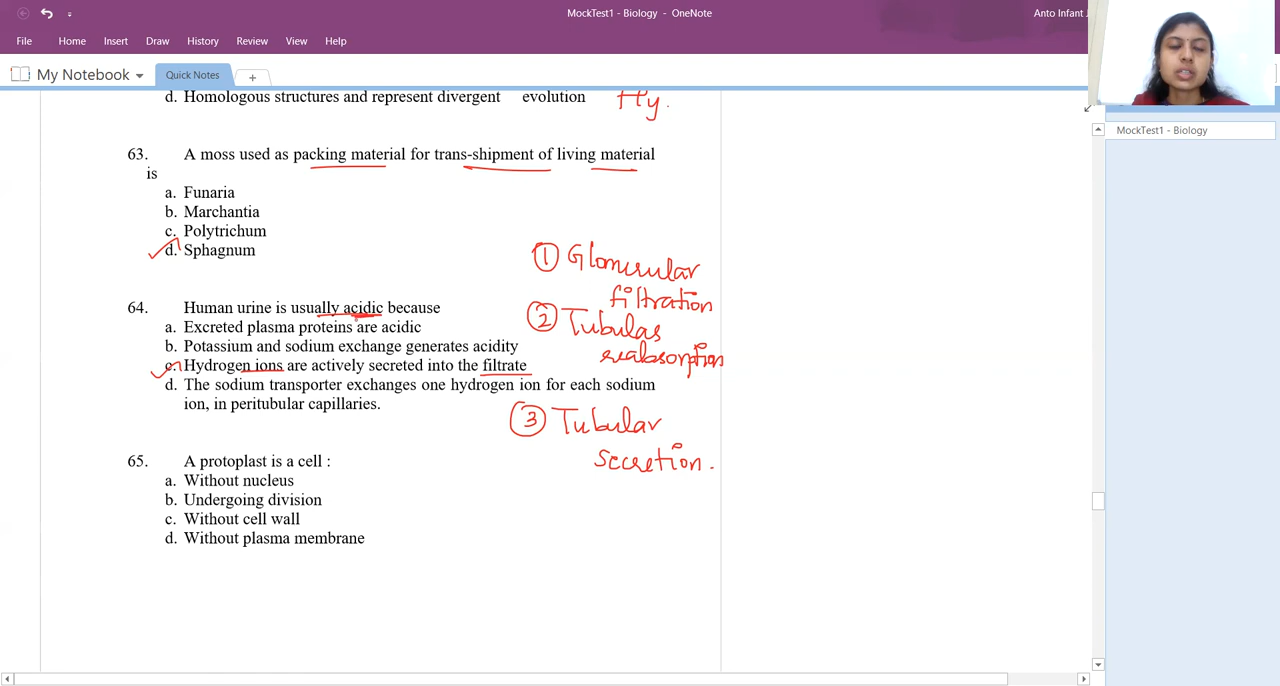 MockTest1 - Biology - OneNote
Anto Infant J
File Home Insert Draw History Review View Help
My Notebook
Quick Notes
+
MockTest1 - Biology
d. Homologous structures and represent divergent evolution
Fly.
63. A moss used as packing material for trans-shipment of living material
is
a. Funaria
b. Marchantia
c. Polytrichum
d. Sphagnum
① Glomerular
filtration
64. Human urine is usually acidic because
a. Excreted plasma proteins are acidic
b. Potassium and sodium exchange generates acidity
c. Hydrogen ions are actively secreted into the filtrate
d. The sodium transporter exchanges one hydrogen ion for each sodium
ion, in peritubular capillaries.
② Tubulas
reabsorption
③ Tubular
secretion.
65. A protoplast is a cell :
a. Without nucleus
b. Undergoing division
c. Without cell wall
d. Without plasma membrane